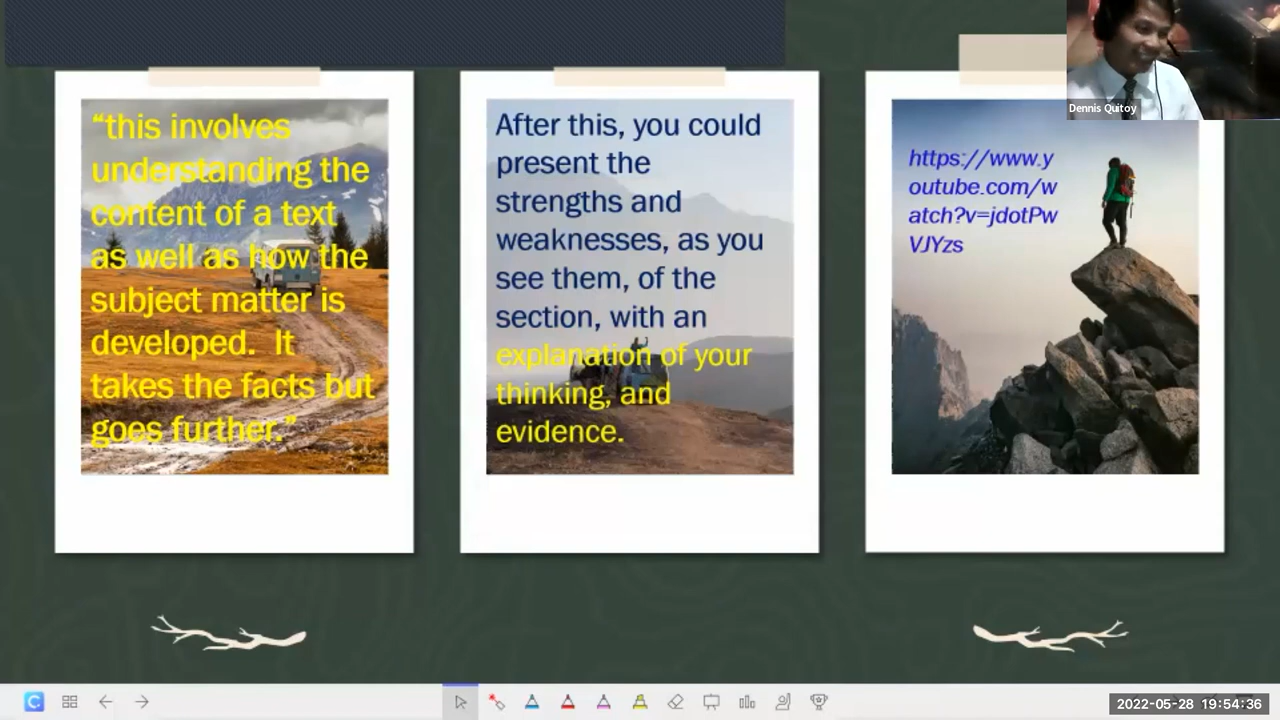 “this involves
understanding the
content of a text
as well as how the
subject matter is
developed. It
takes the facts but
goes further.”
After this, you could
present the
strengths and
weaknesses, as you
see them, of the
section, with an
explanation of your
thinking, and
evidence.
https://www.y
outube.com/w
atch?v=jdotPw
VJYzs
Dennis Quitoy
2022-05-28 19:54:36